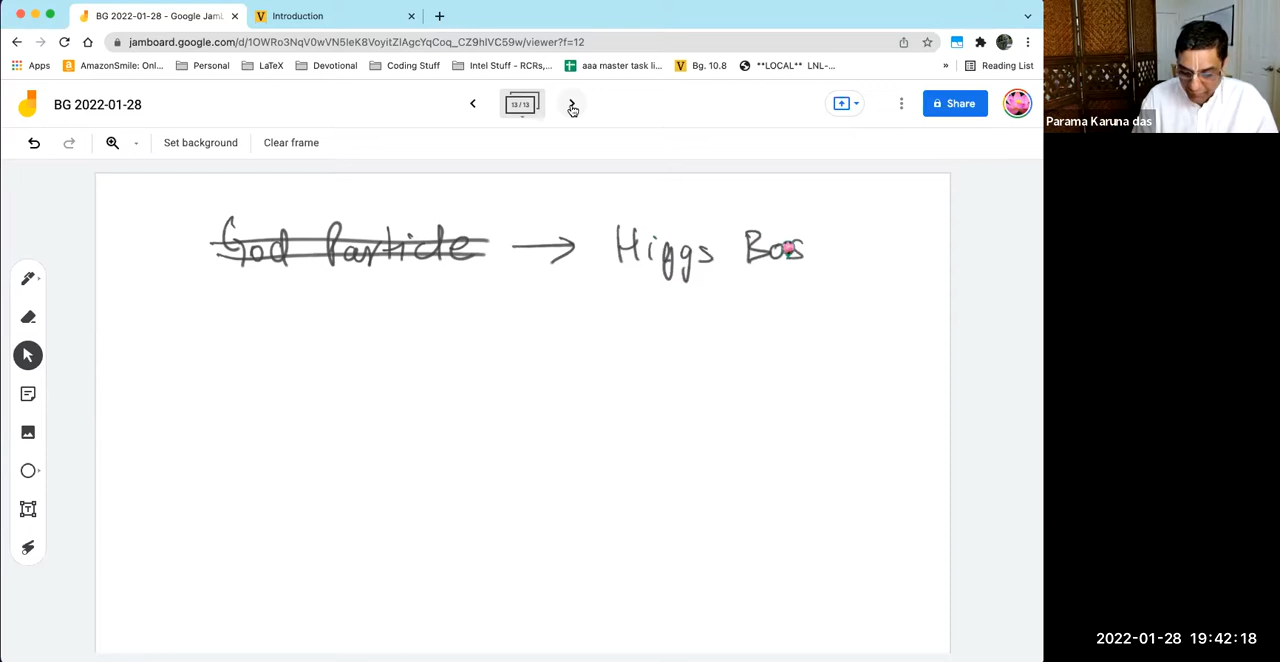 BG 2022-01-28 - Google Jam
Introduction
jamboard.google.com/d/1OWRo3NqV0wVN5IeK8VoyitZlAgcYqCoq_CZ9hlVC59w/viewer?f=12
Apps AmazonSmile: Onl... Personal LaTeX Devotional Coding Stuff Intel Stuff - RCRs,... aaa master task li... Bg. 10.8 **LOCAL** LNL-... » Reading List
BG 2022-01-28
13 / 13
Share
Parama Karuna das
Set background Clear frame
God Particle → Higgs Bos
2022-01-28 19:42:18